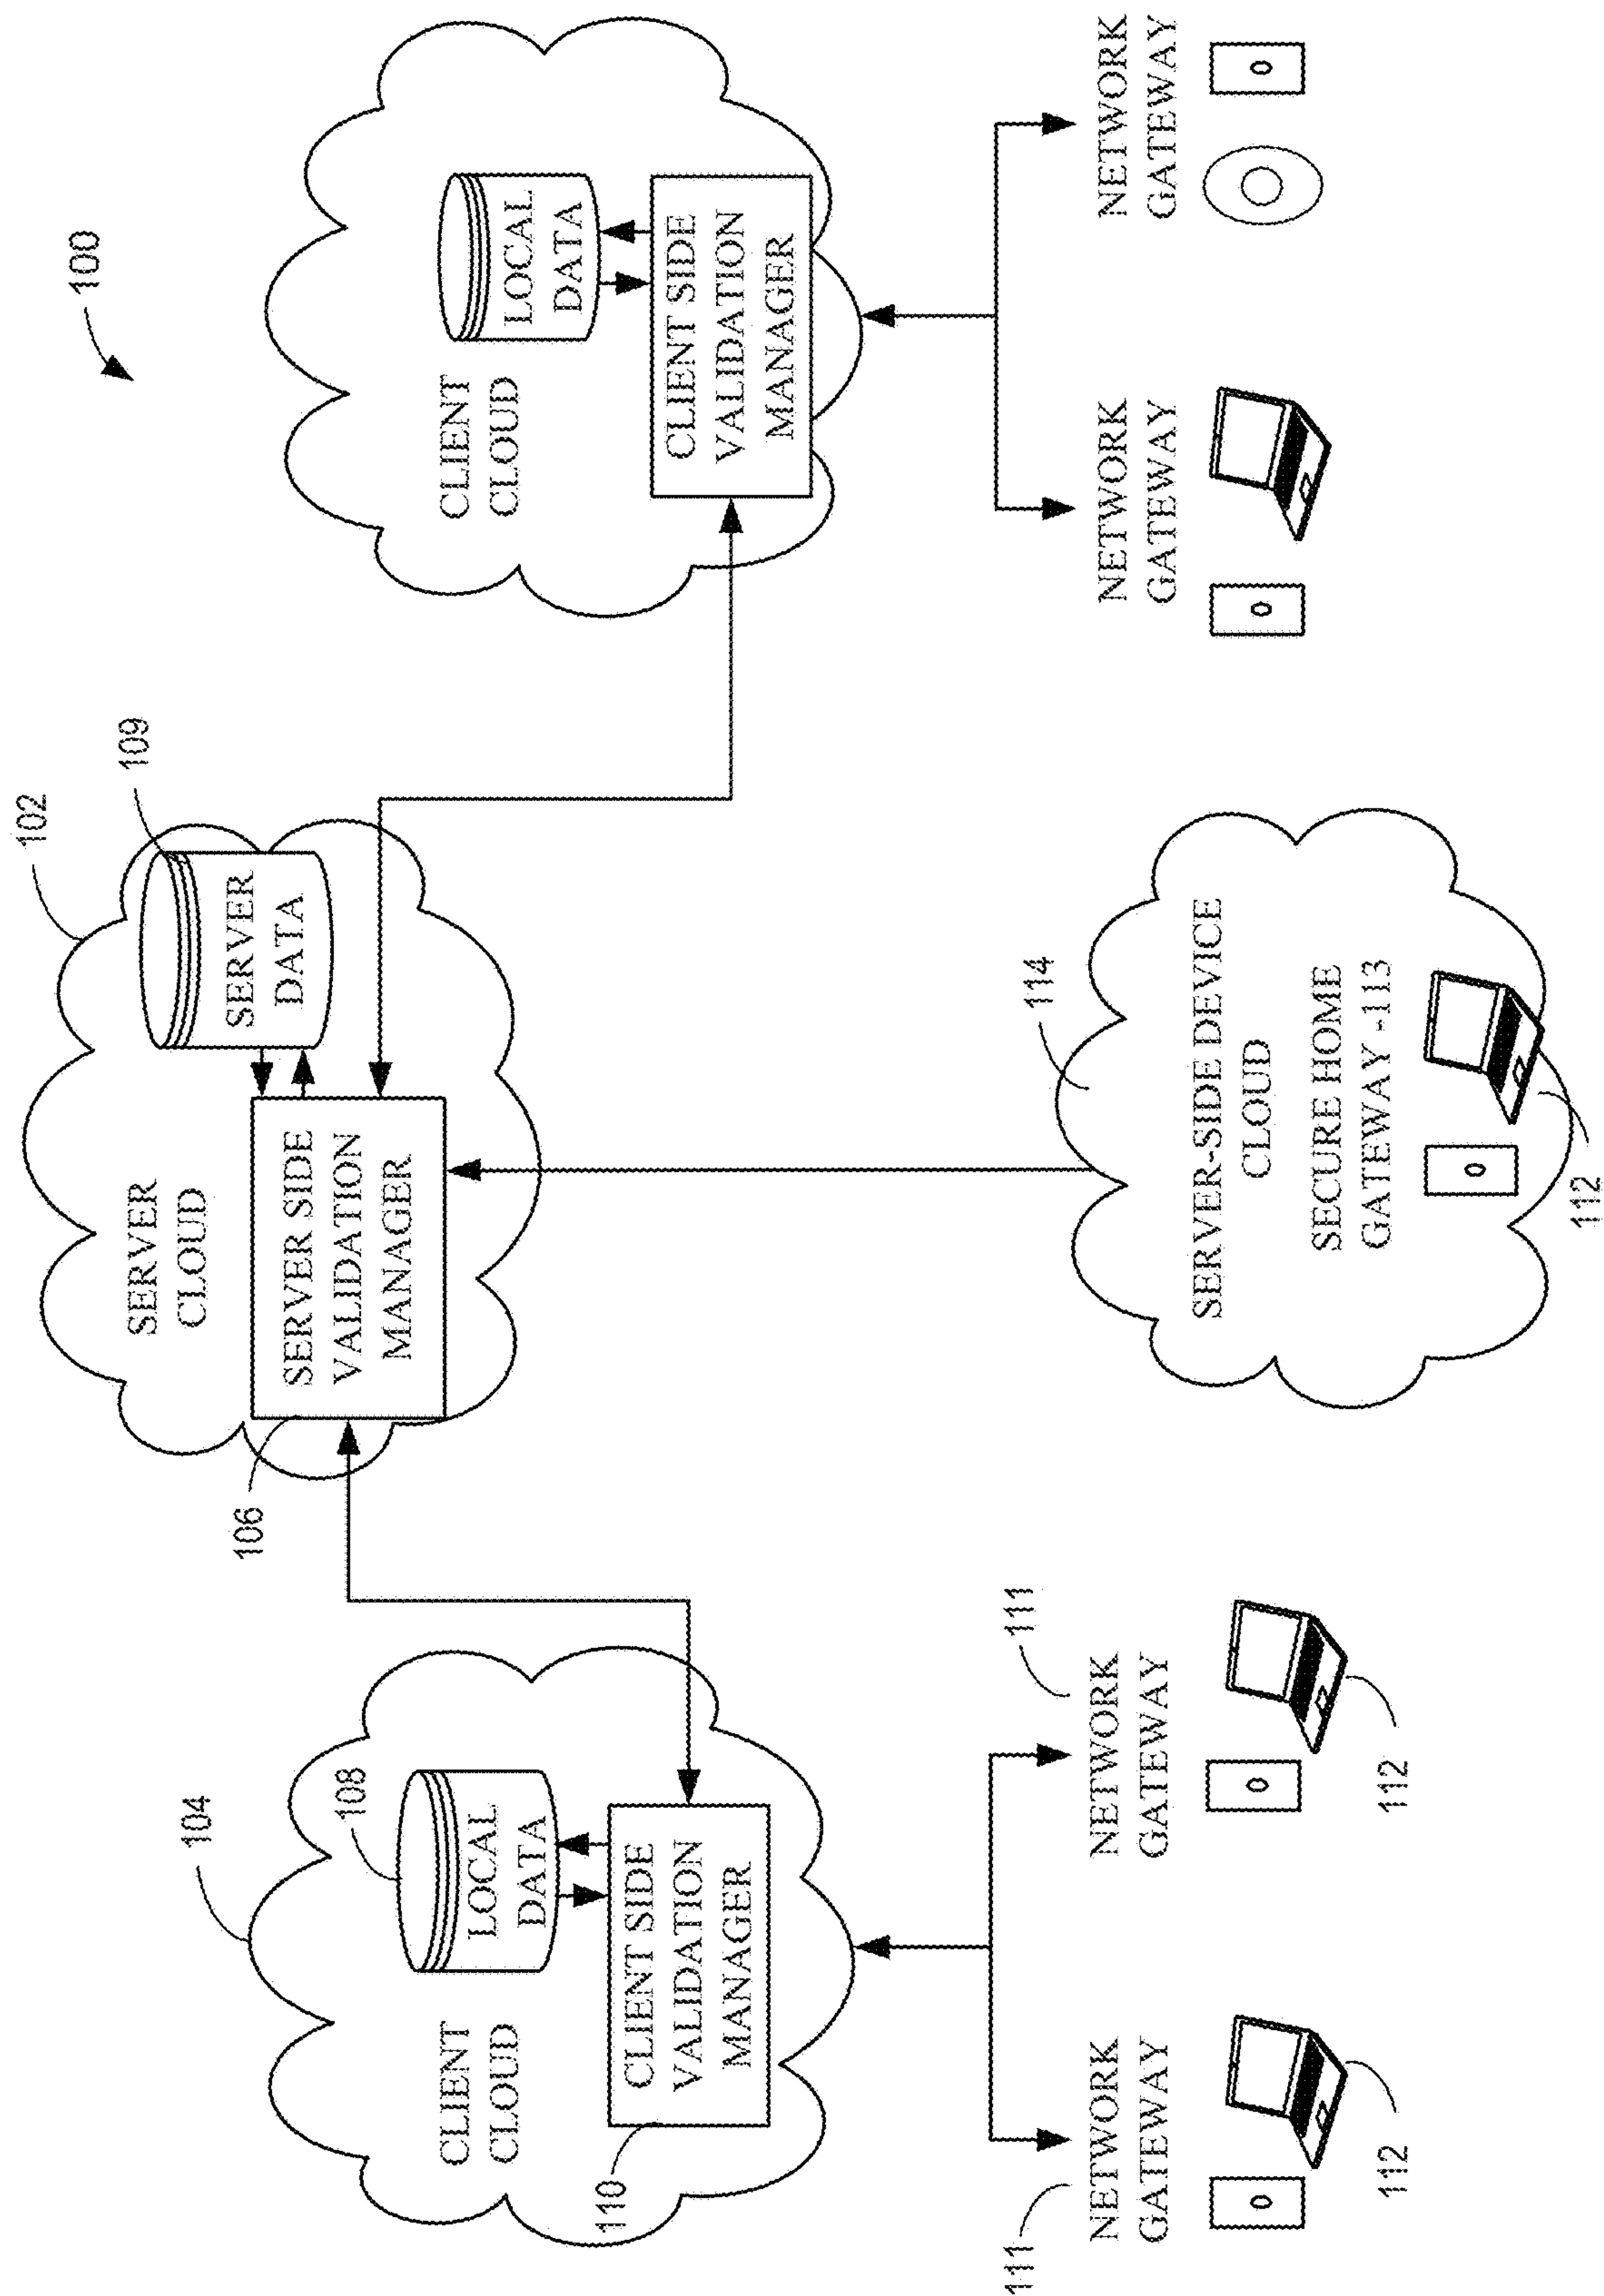 100
102
109
SERVER
CLOUD
SERVER
DATA
SERVER SIDE
VALIDATION
MANAGER
106
104
108
CLIENT
CLOUD
LOCAL
DATA
CLIENT SIDE
VALIDATION
MANAGER
110
CLIENT
CLOUD
LOCAL
DATA
CLIENT SIDE
VALIDATION
MANAGER
111
NETWORK
GATEWAY
112
111
NETWORK
GATEWAY
112
114
SERVER-SIDE DEVICE
CLOUD
SECURE HOME
GATEWAY -113
112
NETWORK
GATEWAY
NETWORK
GATEWAY